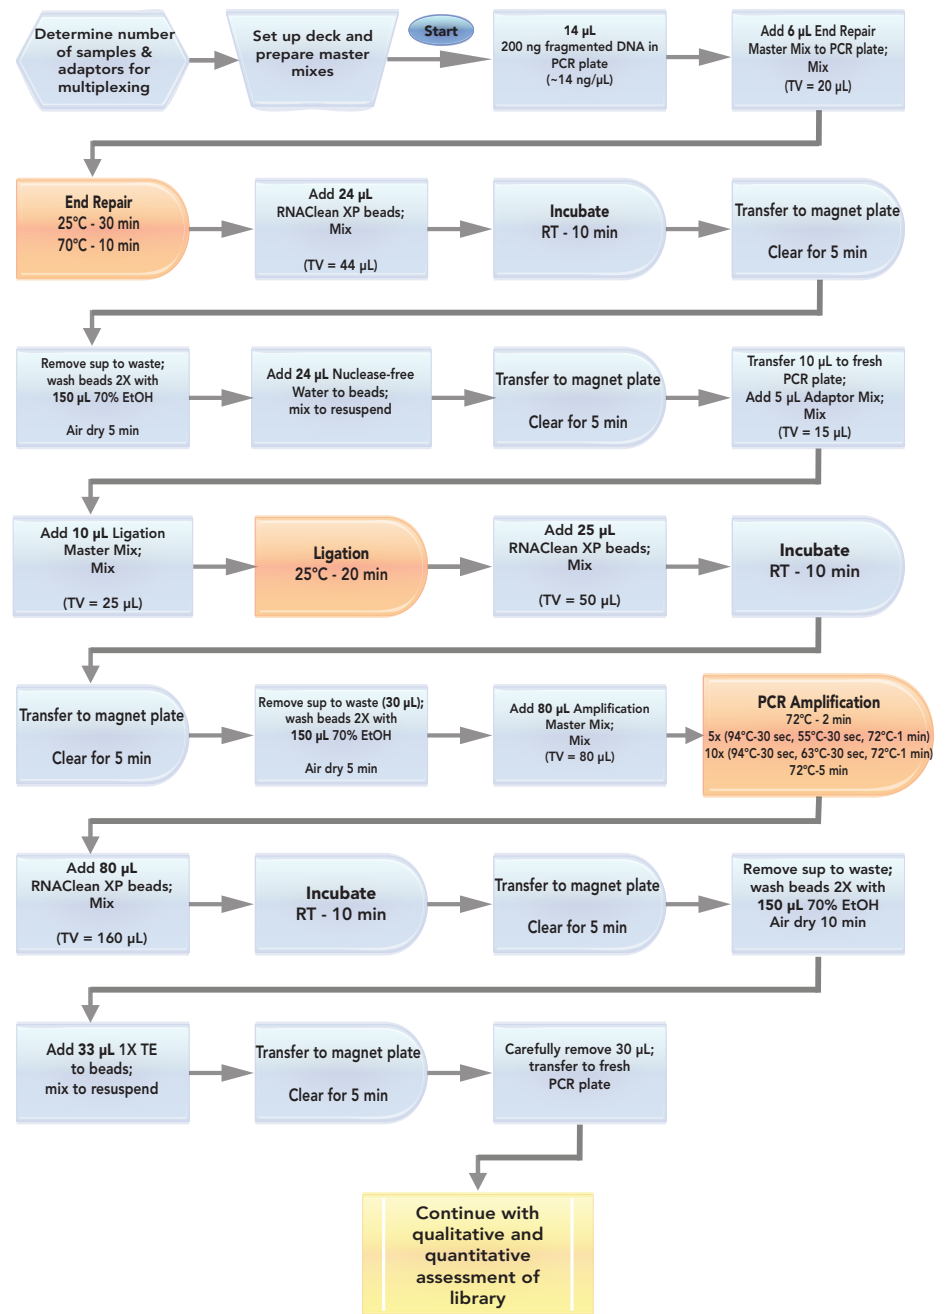 Determine number
of samples &
adaptors for
multiplexing
Set up deck and
prepare master
mixes
Start
14 µL
200 ng fragmented DNA in
PCR plate
(~14 ng/µL)
Add 6 µL End Repair
Master Mix to PCR plate;
Mix
(TV = 20 µL)
End Repair
25°C - 30 min
70°C - 10 min
Add 24 µL
RNAClean XP beads;
Mix
(TV = 44 µL)
Incubate
RT - 10 min
Transfer to magnet plate
Clear for 5 min
Remove sup to waste;
wash beads 2X with
150 µL 70% EtOH
Air dry 5 min
Add 24 µL Nuclease-free
Water to beads;
mix to resuspend
Transfer to magnet plate
Clear for 5 min
Transfer 10 µL to fresh
PCR plate;
Add 5 µL Adaptor Mix;
Mix
(TV = 15 µL)
Add 10 µL Ligation
Master Mix;
Mix
(TV = 25 µL)
Ligation
25°C - 20 min
Add 25 µL
RNAClean XP beads;
Mix
(TV = 50 µL)
Incubate
RT - 10 min
Transfer to magnet plate
Clear for 5 min
Remove sup to waste (30 µL);
wash beads 2X with
150 µL 70% EtOH
Air dry 5 min
Add 80 µL Amplification
Master Mix;
Mix
(TV = 80 µL)
PCR Amplification
72°C - 2 min
5x (94°C-30 sec, 55°C-30 sec, 72°C-1 min)
10x (94°C-30 sec, 63°C-30 sec, 72°C-1 min)
72°C-5 min
Add 80 µL
RNAClean XP beads;
Mix
(TV = 160 µL)
Incubate
RT - 10 min
Transfer to magnet plate
Clear for 5 min
Remove sup to waste;
wash beads 2X with
150 µL 70% EtOH
Air dry 10 min
Add 33 µL 1X TE
to beads;
mix to resuspend
Transfer to magnet plate
Clear for 5 min
Carefully remove 30 µL;
transfer to fresh
PCR plate
Continue with
qualitative and
quantitative
assessment of
library